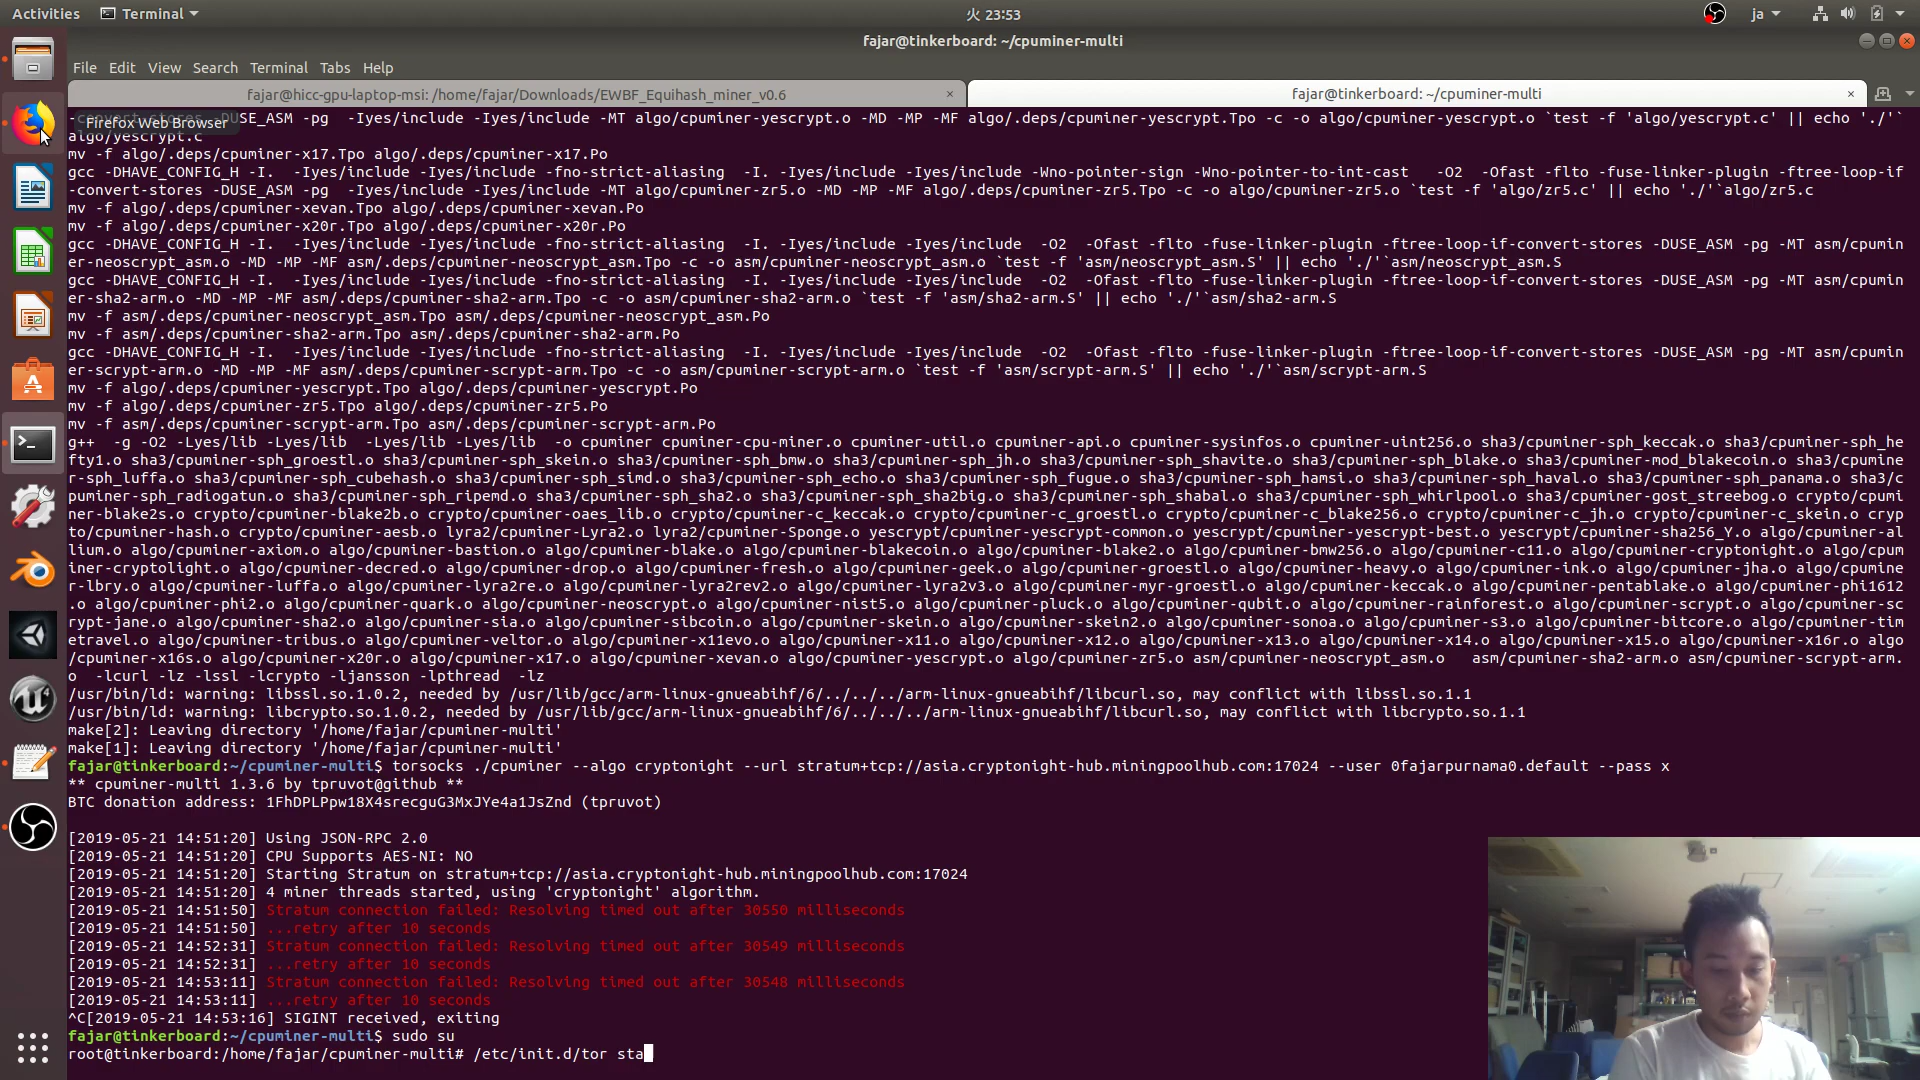 Activities Terminal 火 23:53 ja
fajar@tinkerboard: ~/cpuminer-multi
File Edit View Search Terminal Tabs Help
fajar@hicc-gpu-laptop-msi: /home/fajar/Downloads/EWBF_Equihash_miner_v0.6 × fajar@tinkerboard: ~/cpuminer-multi ×
Firefox Web Browser
-convert-stores -DUSE_ASM -pg -Iyes/include -Iyes/include -MT algo/cpuminer-yescrypt.o -MD -MP -MF algo/.deps/cpuminer-yescrypt.Tpo -c -o algo/cpuminer-yescrypt.o `test -f 'algo/yescrypt.c' || echo './'`
algo/yescrypt.c
mv -f algo/.deps/cpuminer-x17.Tpo algo/.deps/cpuminer-x17.Po
gcc -DHAVE_CONFIG_H -I. -Iyes/include -Iyes/include -fno-strict-aliasing -I. -Iyes/include -Iyes/include -Wno-pointer-sign -Wno-pointer-to-int-cast -O2 -Ofast -flto -fuse-linker-plugin -ftree-loop-if
-convert-stores -DUSE_ASM -pg -Iyes/include -Iyes/include -MT algo/cpuminer-zr5.o -MD -MP -MF algo/.deps/cpuminer-zr5.Tpo -c -o algo/cpuminer-zr5.o `test -f 'algo/zr5.c' || echo './'`algo/zr5.c
mv -f algo/.deps/cpuminer-xevan.Tpo algo/.deps/cpuminer-xevan.Po
mv -f algo/.deps/cpuminer-x20r.Tpo algo/.deps/cpuminer-x20r.Po
gcc -DHAVE_CONFIG_H -I. -Iyes/include -Iyes/include -fno-strict-aliasing -I. -Iyes/include -Iyes/include -O2 -Ofast -flto -fuse-linker-plugin -ftree-loop-if-convert-stores -DUSE_ASM -pg -MT asm/cpumin
er-neoscrypt_asm.o -MD -MP -MF asm/.deps/cpuminer-neoscrypt_asm.Tpo -c -o asm/cpuminer-neoscrypt_asm.o `test -f 'asm/neoscrypt_asm.S' || echo './'`asm/neoscrypt_asm.S
gcc -DHAVE_CONFIG_H -I. -Iyes/include -Iyes/include -fno-strict-aliasing -I. -Iyes/include -Iyes/include -O2 -Ofast -flto -fuse-linker-plugin -ftree-loop-if-convert-stores -DUSE_ASM -pg -MT asm/cpumin
er-sha2-arm.o -MD -MP -MF asm/.deps/cpuminer-sha2-arm.Tpo -c -o asm/cpuminer-sha2-arm.o `test -f 'asm/sha2-arm.S' || echo './'`asm/sha2-arm.S
mv -f asm/.deps/cpuminer-neoscrypt_asm.Tpo asm/.deps/cpuminer-neoscrypt_asm.Po
mv -f asm/.deps/cpuminer-sha2-arm.Tpo asm/.deps/cpuminer-sha2-arm.Po
gcc -DHAVE_CONFIG_H -I. -Iyes/include -Iyes/include -fno-strict-aliasing -I. -Iyes/include -Iyes/include -O2 -Ofast -flto -fuse-linker-plugin -ftree-loop-if-convert-stores -DUSE_ASM -pg -MT asm/cpumin
er-scrypt-arm.o -MD -MP -MF asm/.deps/cpuminer-scrypt-arm.Tpo -c -o asm/cpuminer-scrypt-arm.o `test -f 'asm/scrypt-arm.S' || echo './'`asm/scrypt-arm.S
mv -f algo/.deps/cpuminer-yescrypt.Tpo algo/.deps/cpuminer-yescrypt.Po
mv -f algo/.deps/cpuminer-zr5.Tpo algo/.deps/cpuminer-zr5.Po
mv -f asm/.deps/cpuminer-scrypt-arm.Tpo asm/.deps/cpuminer-scrypt-arm.Po
g++ -g -O2 -Lyes/lib -Lyes/lib -Lyes/lib -Lyes/lib -o cpuminer cpuminer-cpu-miner.o cpuminer-util.o cpuminer-api.o cpuminer-sysinfos.o cpuminer-uint256.o sha3/cpuminer-sph_keccak.o sha3/cpuminer-sph_he
fty1.o sha3/cpuminer-sph_groestl.o sha3/cpuminer-sph_skein.o sha3/cpuminer-sph_bmw.o sha3/cpuminer-sph_jh.o sha3/cpuminer-sph_shavite.o sha3/cpuminer-sph_blake.o sha3/cpuminer-mod_blakecoin.o sha3/cpumine
r-sph_luffa.o sha3/cpuminer-sph_cubehash.o sha3/cpuminer-sph_simd.o sha3/cpuminer-sph_echo.o sha3/cpuminer-sph_fugue.o sha3/cpuminer-sph_hamsi.o sha3/cpuminer-sph_haval.o sha3/cpuminer-sph_panama.o sha3/c
puminer-sph_radiogatun.o sha3/cpuminer-sph_ripemd.o sha3/cpuminer-sph_sha2.o sha3/cpuminer-sph_sha2big.o sha3/cpuminer-sph_shabal.o sha3/cpuminer-sph_whirlpool.o sha3/cpuminer-gost_streebog.o crypto/cpumi
ner-blake2s.o crypto/cpuminer-blake2b.o crypto/cpuminer-oaes_lib.o crypto/cpuminer-c_keccak.o crypto/cpuminer-c_groestl.o crypto/cpuminer-c_blake256.o crypto/cpuminer-c_jh.o crypto/cpuminer-c_skein.o cryp
to/cpuminer-hash.o crypto/cpuminer-aesb.o lyra2/cpuminer-Lyra2.o lyra2/cpuminer-Sponge.o yescrypt/cpuminer-yescrypt-common.o yescrypt/cpuminer-yescrypt-best.o yescrypt/cpuminer-sha256_Y.o algo/cpuminer-al
lium.o algo/cpuminer-axiom.o algo/cpuminer-bastion.o algo/cpuminer-blake.o algo/cpuminer-blakecoin.o algo/cpuminer-blake2.o algo/cpuminer-bmw256.o algo/cpuminer-c11.o algo/cpuminer-cryptonight.o algo/cpum
iner-cryptolight.o algo/cpuminer-decred.o algo/cpuminer-drop.o algo/cpuminer-fresh.o algo/cpuminer-geek.o algo/cpuminer-groestl.o algo/cpuminer-heavy.o algo/cpuminer-ink.o algo/cpuminer-jha.o algo/cpumine
r-lbry.o algo/cpuminer-luffa.o algo/cpuminer-lyra2re.o algo/cpuminer-lyra2rev2.o algo/cpuminer-lyra2v3.o algo/cpuminer-myr-groestl.o algo/cpuminer-keccak.o algo/cpuminer-pentablake.o algo/cpuminer-phi1612
.o algo/cpuminer-phi2.o algo/cpuminer-quark.o algo/cpuminer-neoscrypt.o algo/cpuminer-nist5.o algo/cpuminer-pluck.o algo/cpuminer-qubit.o algo/cpuminer-rainforest.o algo/cpuminer-scrypt.o algo/cpuminer-sc
rypt-jane.o algo/cpuminer-sha2.o algo/cpuminer-sia.o algo/cpuminer-sibcoin.o algo/cpuminer-skein.o algo/cpuminer-skein2.o algo/cpuminer-sonoa.o algo/cpuminer-s3.o algo/cpuminer-bitcore.o algo/cpuminer-tim
etravel.o algo/cpuminer-tribus.o algo/cpuminer-veltor.o algo/cpuminer-x11evo.o algo/cpuminer-x11.o algo/cpuminer-x12.o algo/cpuminer-x13.o algo/cpuminer-x14.o algo/cpuminer-x15.o algo/cpuminer-x16r.o algo
/cpuminer-x16s.o algo/cpuminer-x20r.o algo/cpuminer-x17.o algo/cpuminer-xevan.o algo/cpuminer-yescrypt.o algo/cpuminer-zr5.o asm/cpuminer-neoscrypt_asm.o asm/cpuminer-sha2-arm.o asm/cpuminer-scrypt-arm.
o -lcurl -lz -lssl -lcrypto -ljansson -lpthread -lz
/usr/bin/ld: warning: libssl.so.1.0.2, needed by /usr/lib/gcc/arm-linux-gnueabihf/6/../../../arm-linux-gnueabihf/libcurl.so, may conflict with libssl.so.1.1
/usr/bin/ld: warning: libcrypto.so.1.0.2, needed by /usr/lib/gcc/arm-linux-gnueabihf/6/../../../arm-linux-gnueabihf/libcurl.so, may conflict with libcrypto.so.1.1
make[2]: Leaving directory '/home/fajar/cpuminer-multi'
make[1]: Leaving directory '/home/fajar/cpuminer-multi'
fajar@tinkerboard:~/cpuminer-multi$ torsocks ./cpuminer --algo cryptonight --url stratum+tcp://asia.cryptonight-hub.miningpoolhub.com:17024 --user 0fajarpurnama0.default --pass x
** cpuminer-multi 1.3.6 by tpruvot@github **
BTC donation address: 1FhDPLPpw18X4srecguG3MxJYe4a1JsZnd (tpruvot)
[2019-05-21 14:51:20] Using JSON-RPC 2.0
[2019-05-21 14:51:20] CPU Supports AES-NI: NO
[2019-05-21 14:51:20] Starting Stratum on stratum+tcp://asia.cryptonight-hub.miningpoolhub.com:17024
[2019-05-21 14:51:20] 4 miner threads started, using 'cryptonight' algorithm.
[2019-05-21 14:51:50] Stratum connection failed: Resolving timed out after 30550 milliseconds
[2019-05-21 14:51:50] ...retry after 10 seconds
[2019-05-21 14:52:31] Stratum connection failed: Resolving timed out after 30549 milliseconds
[2019-05-21 14:52:31] ...retry after 10 seconds
[2019-05-21 14:53:11] Stratum connection failed: Resolving timed out after 30548 milliseconds
[2019-05-21 14:53:11] ...retry after 10 seconds
^C[2019-05-21 14:53:16] SIGINT received, exiting
fajar@tinkerboard:~/cpuminer-multi$ sudo su
root@tinkerboard:/home/fajar/cpuminer-multi# /etc/init.d/tor sta